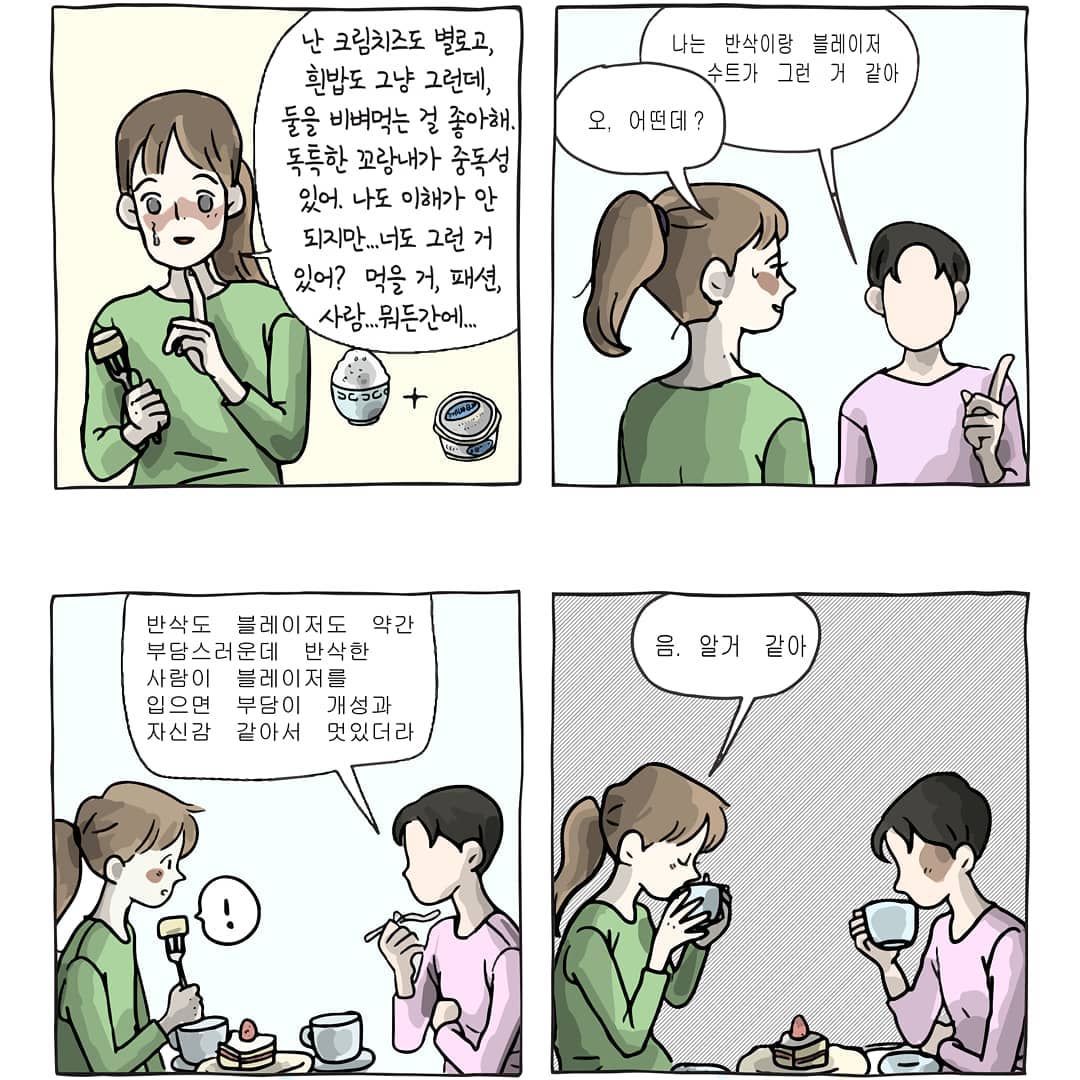 난 크림치즈도 별로고,
흰밥도 그냥 그런데,
둘을 비벼먹는 걸 좋아해.
독특한 꼬랑내가 중독성
있어. 나도 이해가 안
되지만...너도 그런 거
있어? 먹을 거, 패션,
사람...뭐든간에...
나는 반삭이랑 블레이저
수트가 그런 거 같아
오, 어떤데?
반삭도 블레이저도 약간
부담스러운데 반삭한
사람이 블레이저를
입으면 부담이 개성과
자신감 같아서 멋있더라
!
음. 알거 같아